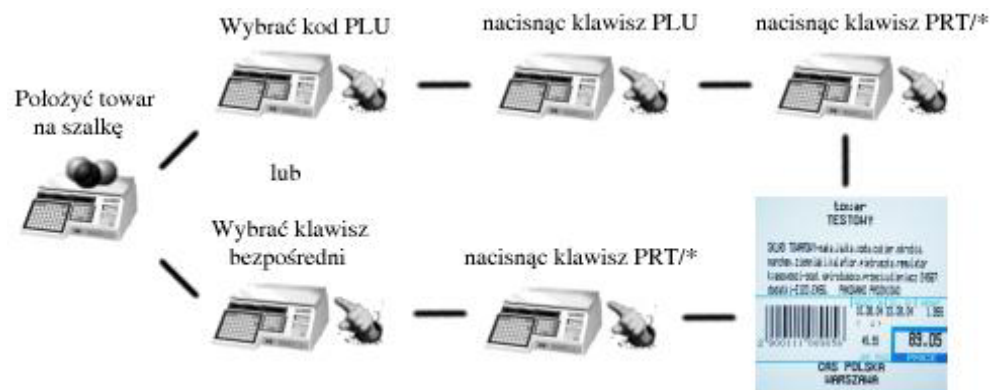 Wybrać kod PLU
nacisnąc klawisz PLU
nacisnąc klawisz PRT/*
Położyć towar
na szalkę
lub
Wybrać klawisz
bezpośredni
nacisnąc klawisz PRT/*
towar
TESTOWY
89.05
PRICE
CAS POLSKA
WARSZAWA